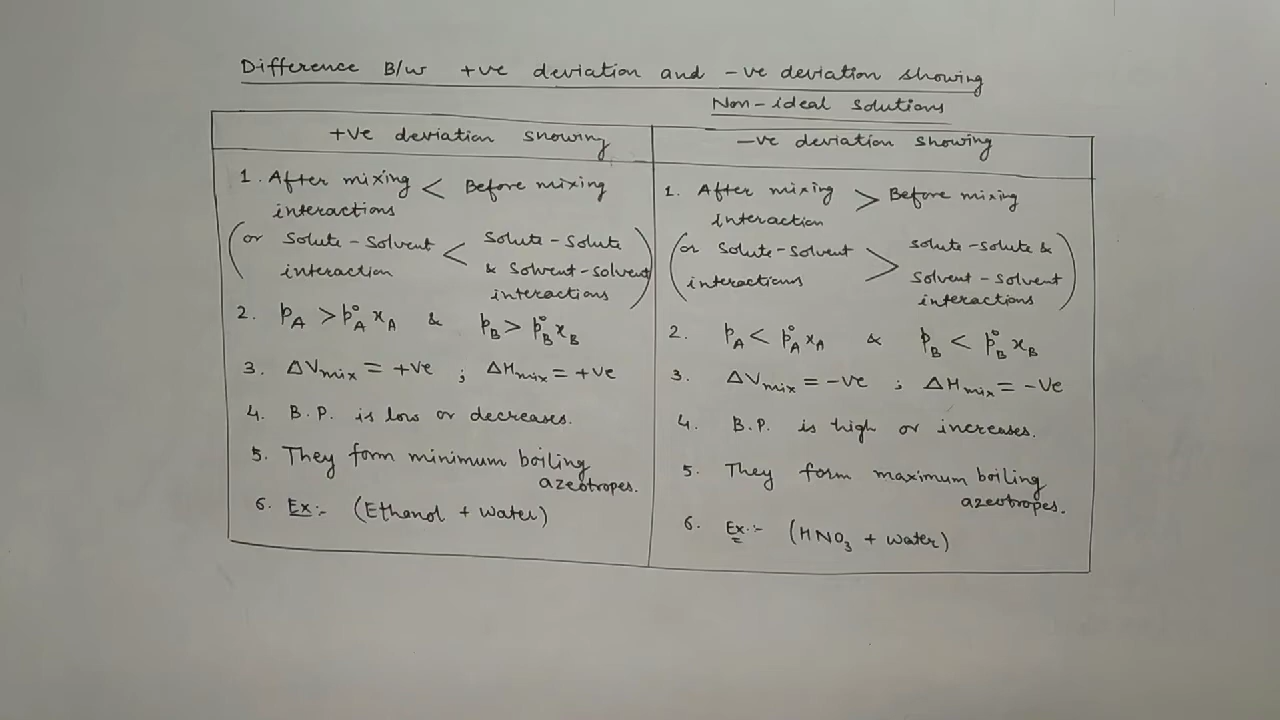 Difference B/w +ve deviation and -ve deviation showing
Non-ideal solutions
+ve deviation showing
1. After mixing < Before mixing
interactions
(or Solute-Solvent < Solute-Solute
interaction & Solvent-solvent
interactions)
2. pA > p°A xA & pB > p°B xB
3. ΔVmix = +ve ; ΔHmix = +ve
4. B.P. is low or decreases.
5. They form minimum boiling
azeotropes.
6. Ex:- (Ethanol + water)
-ve deviation showing
1. After mixing > Before mixing
interaction
(or Solute-Solvent > solute-solute &
interactions Solvent-Solvent
interactions)
2. pA < p°A xA & pB < p°B xB
3. ΔVmix = -ve ; ΔHmix = -ve
4. B.P. is high or increases.
5. They form maximum boiling
azeotropes.
6. Ex:- (HNO3 + water)